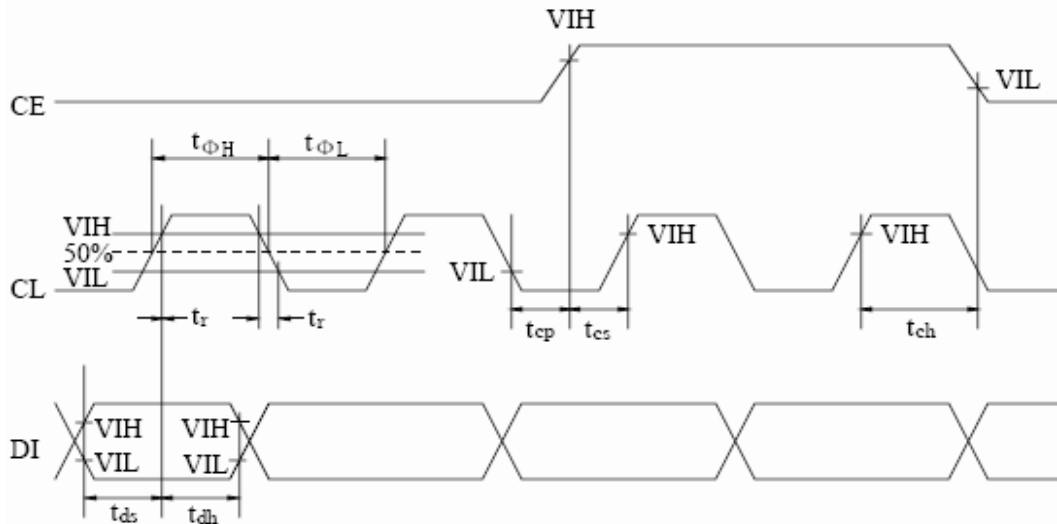 VIH
CE
VIL
tΦH
tΦL
VIH
50%
VIL
CL
VIL
VIH
VIH
tr
tr
tcp
tcs
tch
DI
VIH
VIH
VIL
VIL
tds
tdh